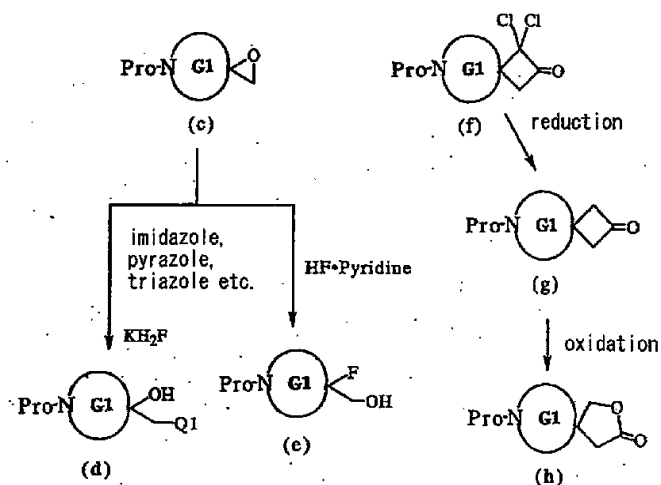 Pro-N G1 O
(c)
imidazole,
pyrazole,
triazole etc.
KH₂F
HF•Pyridine
Pro-N G1 OH
Q1
(d)
Pro-N G1 F
OH
(e)
Cl Cl
Pro-N G1 O
(f)
reduction
Pro-N G1 O
(g)
oxidation
Pro-N G1 O
O
(h)